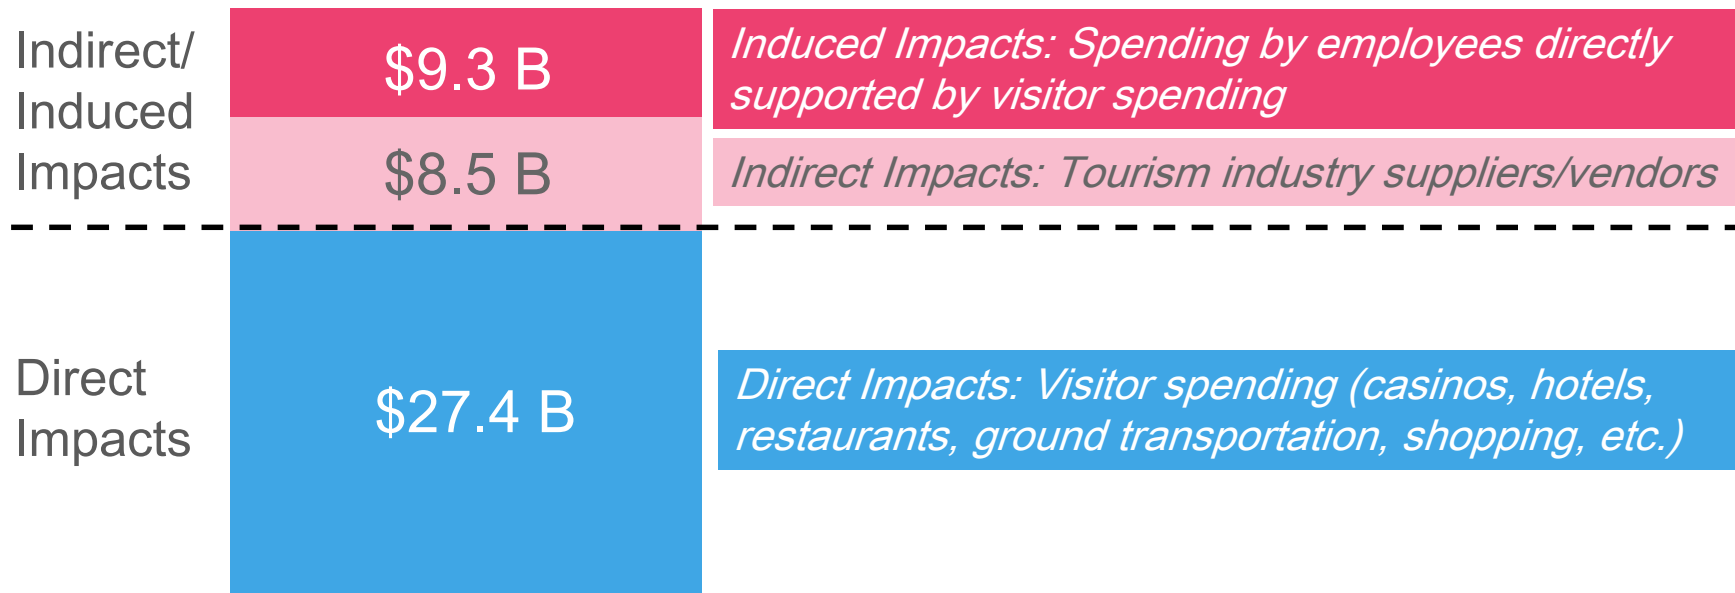 Indirect/
Induced
Impacts
$9.3 B
Induced Impacts: Spending by employees directly
supported by visitor spending
$8.5 B
Indirect Impacts: Tourism industry suppliers/vendors
Direct
Impacts
$27.4 B
Direct Impacts: Visitor spending (casinos, hotels,
restaurants, ground transportation, shopping, etc.)